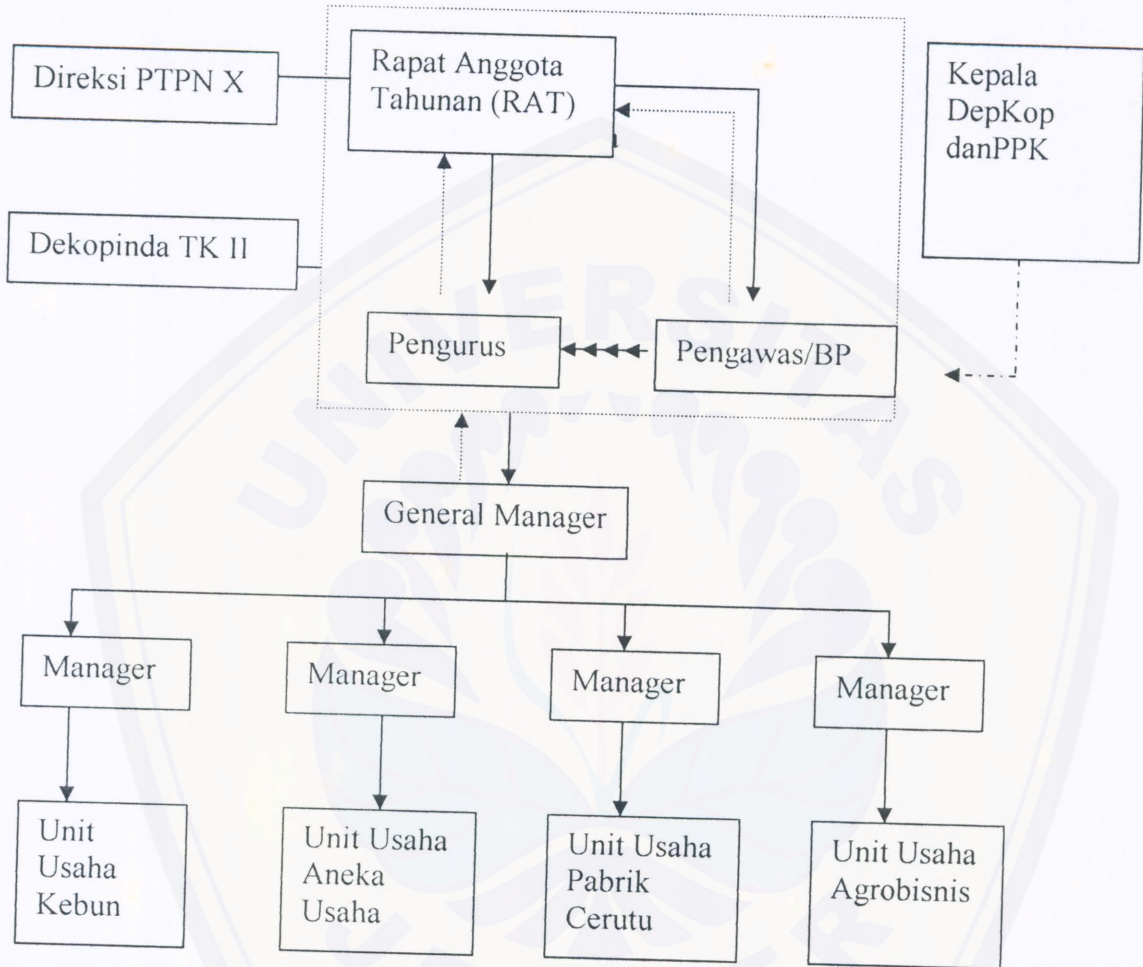 Direksi PTPN X
Rapat Anggota
Tahunan (RAT)
Kepala
DepKop
danPPK
Dekopinda TK II
Pengurus
Pengawas/BP
General Manager
Manager
Manager
Manager
Manager
Unit
Usaha
Kebun
Unit Usaha
Aneka
Usaha
Unit Usaha
Pabrik
Cerutu
Unit Usaha
Agrobisnis
UNIVERSITAS